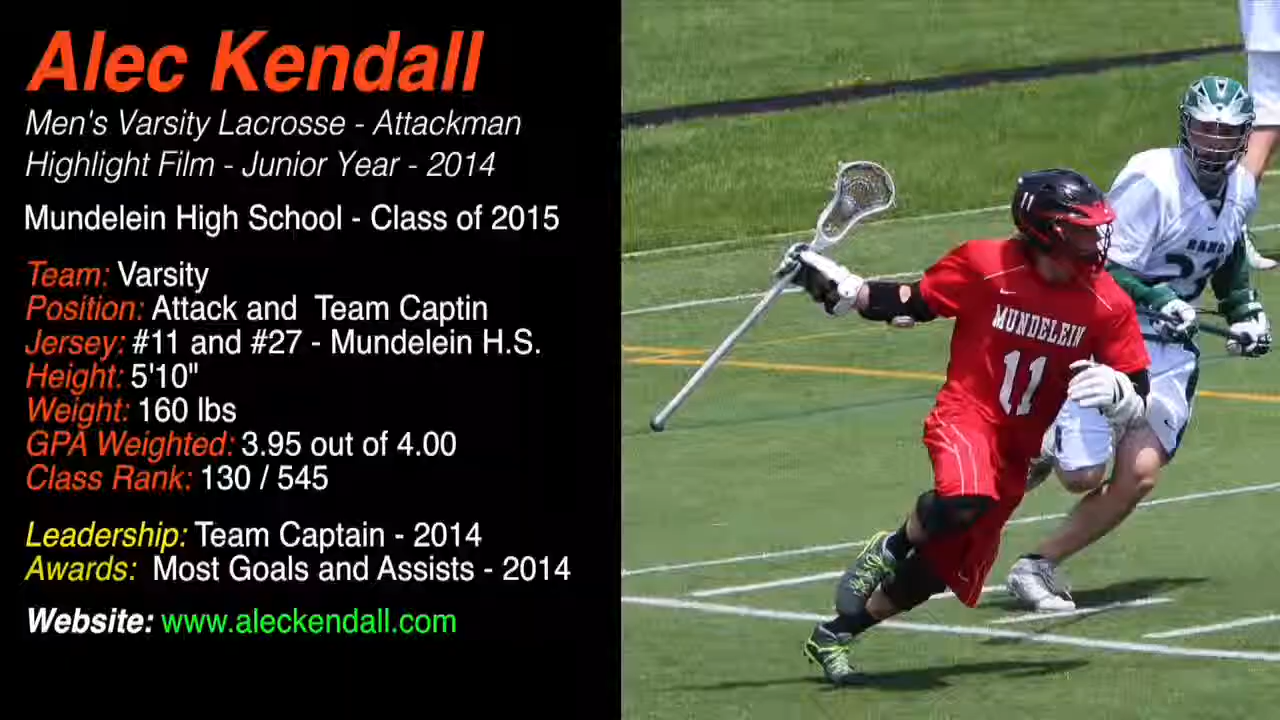 Alec Kendall
Men's Varsity Lacrosse - Attackman
Highlight Film - Junior Year - 2014
Mundelein High School - Class of 2015
Team: Varsity
Position: Attack and  Team Captin
Jersey: #11 and #27 - Mundelein H.S.
Height: 5'10"
Weight: 160 lbs
GPA Weighted: 3.95 out of 4.00
Class Rank: 130 / 545
Leadership: Team Captain - 2014
Awards:  Most Goals and Assists - 2014
Website: www.aleckendall.com
11
MUNDELEIN
11
RAMS